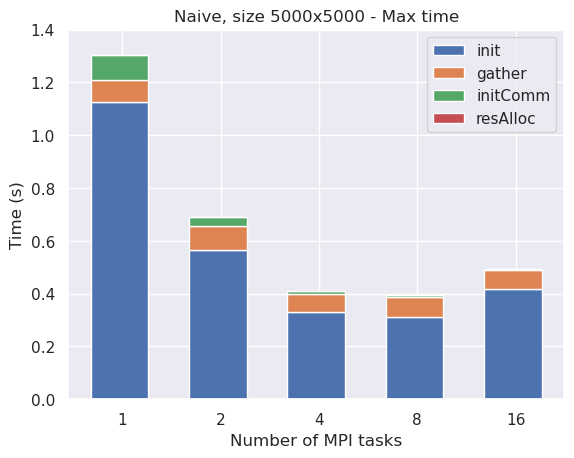 Naive, size 5000x5000 - Max time
Time (s)
1.4
1.2
1.0
0.8
0.6
0.4
0.2
0.0
init
gather
initComm
resAlloc
1 2 4 8 16
Number of MPI tasks